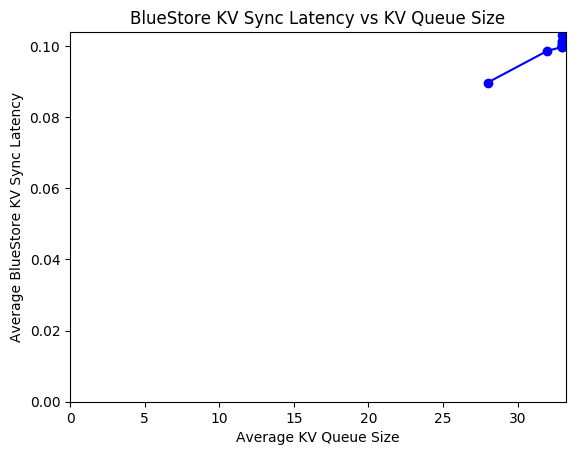 BlueStore KV Sync Latency vs KV Queue Size
Average BlueStore KV Sync Latency
0.10
0.08
0.06
0.04
0.02
0.00
0 5 10 15 20 25 30
Average KV Queue Size